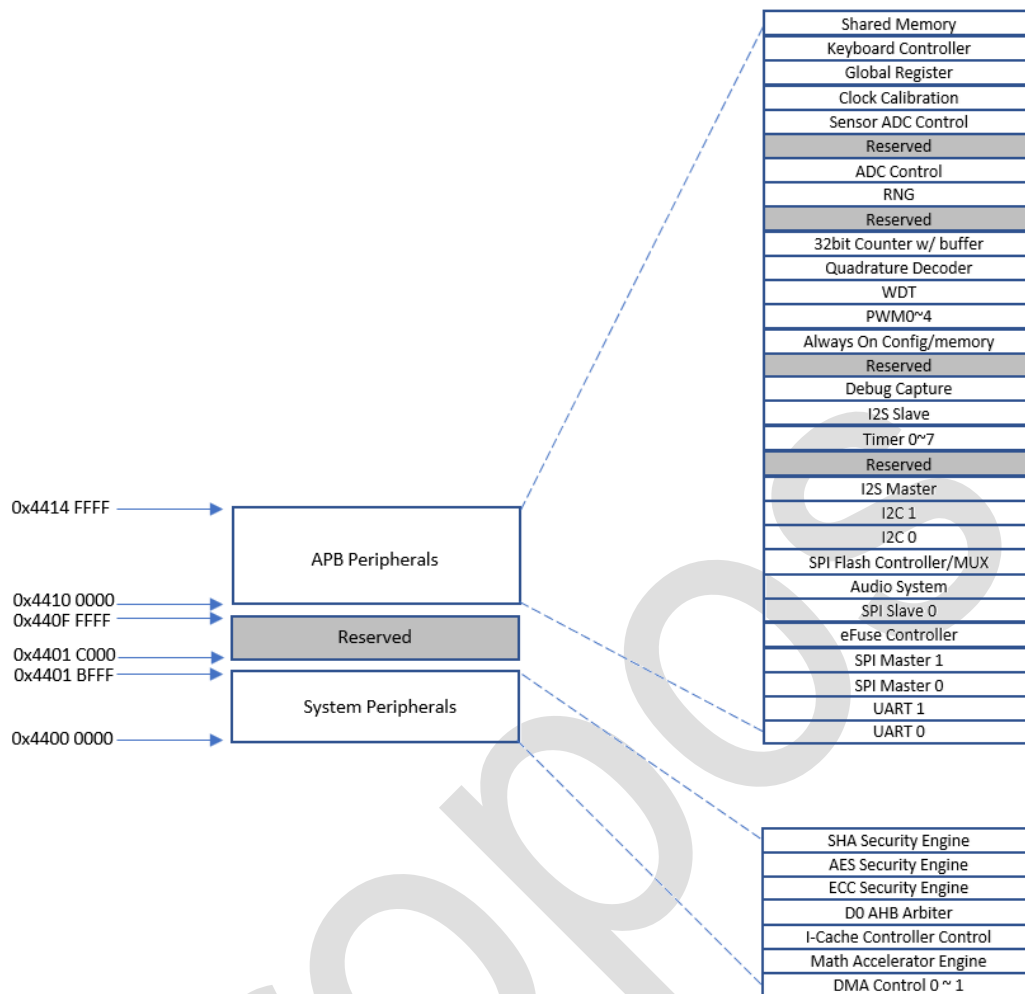 Shared Memory
Keyboard Controller
Global Register
Clock Calibration
Sensor ADC Control
Reserved
ADC Control
RNG
Reserved
32bit Counter w/ buffer
Quadrature Decoder
WDT
PWM0~4
Always On Config/memory
Reserved
Debug Capture
I2S Slave
Timer 0~7
Reserved
I2S Master
I2C 1
I2C 0
SPI Flash Controller/MUX
Audio System
SPI Slave 0
eFuse Controller
SPI Master 1
SPI Master 0
UART 1
UART 0
0x4414 FFFF
APB Peripherals
0x4410 0000
0x440F FFFF
Reserved
0x4401 C000
0x4401 BFFF
System Peripherals
0x4400 0000
SHA Security Engine
AES Security Engine
ECC Security Engine
D0 AHB Arbiter
I-Cache Controller Control
Math Accelerator Engine
DMA Control 0 ~ 1